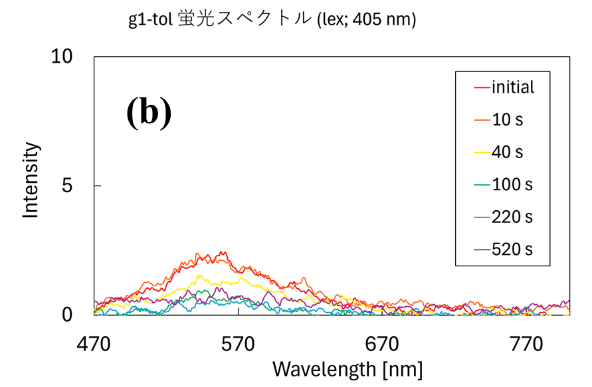 g1-tol 蛍光スペクトル (lex; 405 nm)
10
(b)
initial
10 s
40 s
100 s
220 s
520 s
Intensity
5
0
470 570 670 770
Wavelength [nm]